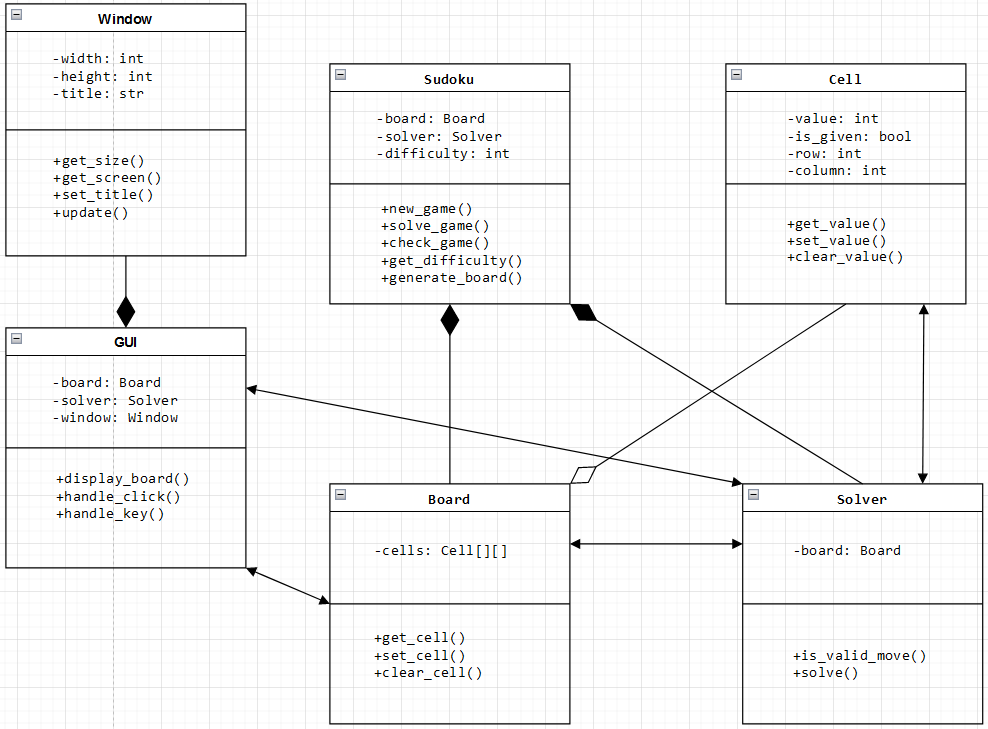 Window
-width: int
-height: int
-title: str
+get_size()
+get_screen()
+set_title()
+update()
Sudoku
-board: Board
-solver: Solver
-difficulty: int
+new_game()
+solve_game()
+check_game()
+get_difficulty()
+generate_board()
Cell
-value: int
-is_given: bool
-row: int
-column: int
+get_value()
+set_value()
+clear_value()
GUI
-board: Board
-solver: Solver
-window: Window
+display_board()
+handle_click()
+handle_key()
Board
-cells: Cell[][]
+get_cell()
+set_cell()
+clear_cell()
Solver
-board: Board
+is_valid_move()
+solve()